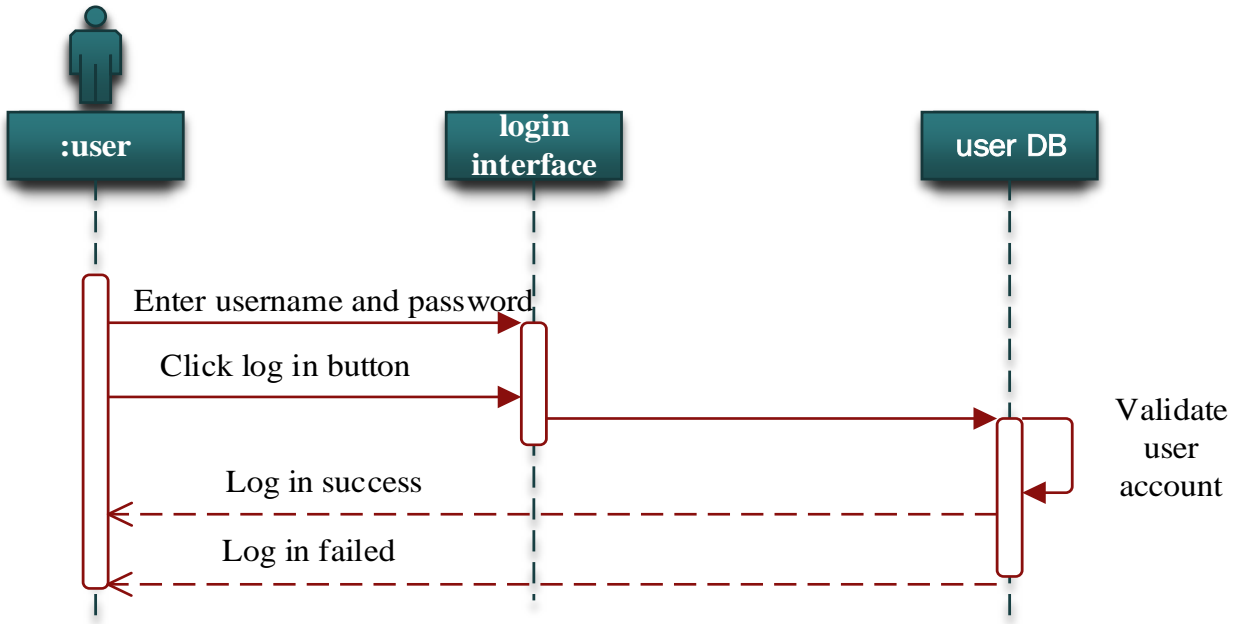 :user
login
interface
user DB
Enter username and password
Click log in button
Validate
user
account
Log in success
Log in failed